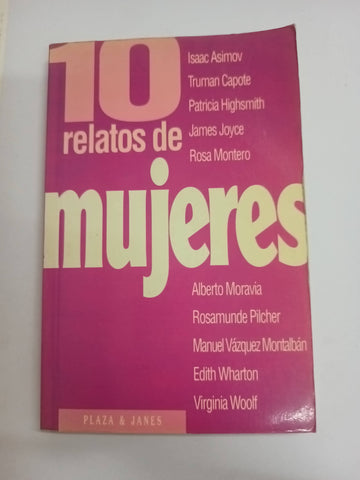 10
relatos de
mujeres
Isaac Asimov
Truman Capote
Patricia Highsmith
James Joyce
Rosa Montero
Alberto Moravia
Rosamunde Pilcher
Manuel Vázquez Montalbán
Edith Wharton
Virginia Woolf
PLAZA & JANES